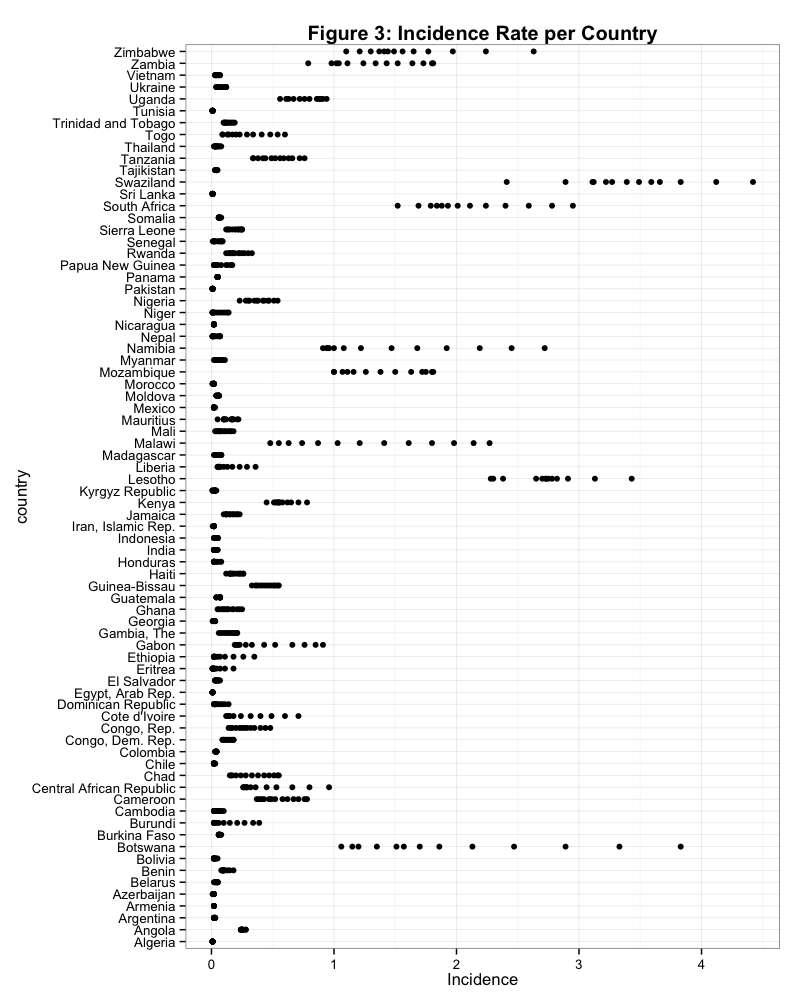 Figure 3: Incidence Rate per Country
Zimbabwe
Zambia
Vietnam
Ukraine
Uganda
Tunisia
Trinidad and Tobago
Togo
Thailand
Tanzania
Tajikistan
Swaziland
Sri Lanka
South Africa
Somalia
Sierra Leone
Senegal
Rwanda
Papua New Guinea
Panama
Pakistan
Nigeria
Niger
Nicaragua
Nepal
Namibia
Myanmar
Mozambique
Morocco
Moldova
Mexico
Mauritius
Mali
Malawi
Madagascar
Liberia
Lesotho
Kyrgyz Republic
Kenya
Jamaica
Iran, Islamic Rep.
Indonesia
India
Honduras
Haiti
Guinea-Bissau
Guatemala
Ghana
Georgia
Gambia, The
Gabon
Ethiopia
Eritrea
El Salvador
Egypt, Arab Rep.
Dominican Republic
Cote d'Ivoire
Congo, Rep.
Congo, Dem. Rep.
Colombia
Chile
Chad
Central African Republic
Cameroon
Cambodia
Burundi
Burkina Faso
Botswana
Bolivia
Benin
Belarus
Azerbaijan
Armenia
Argentina
Angola
Algeria
country
0 1 2 3 4
Incidence